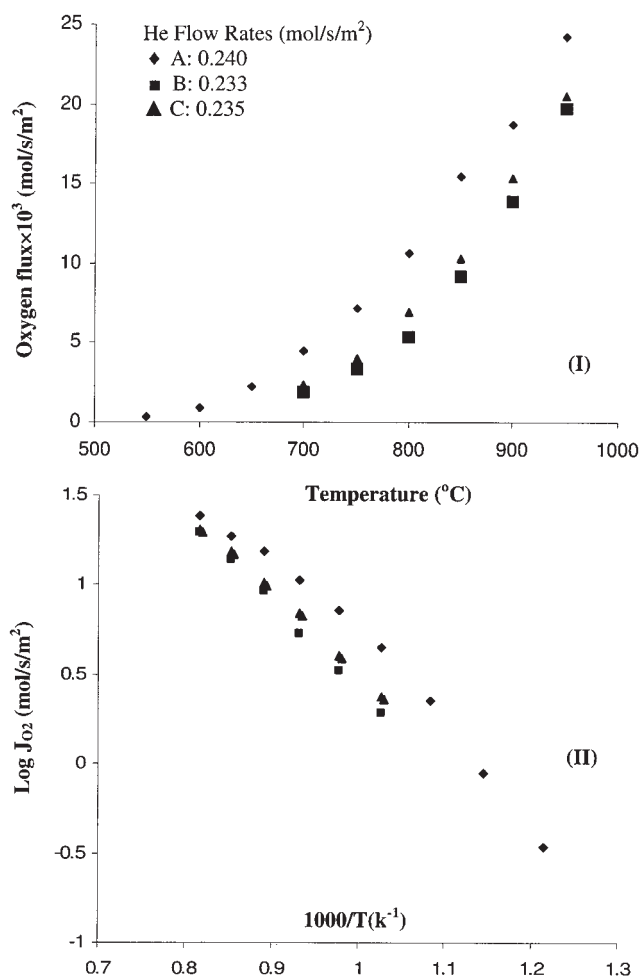 25
20
15
10
5
0
Oxygen flux×10³ (mol/s/m²)
He Flow Rates (mol/s/m²)
A: 0.240
B: 0.233
C: 0.235
(I)
500 600 700 800 900 1000
Temperature (°C)
1.5
1
0.5
0
-0.5
-1
Log JO2 (mol/s/m²)
(II)
1000/T(k⁻¹)
0.7 0.8 0.9 1 1.1 1.2 1.3